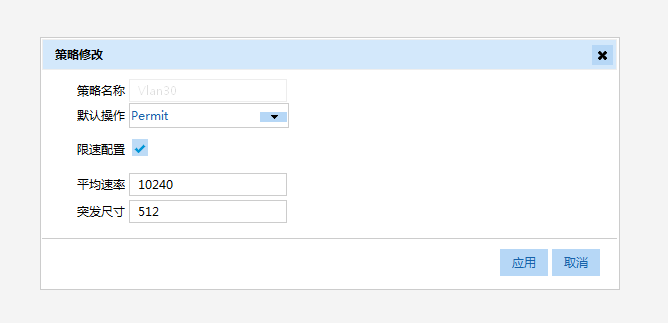 策略修改
策略名称 Vlan30
默认操作 Permit
限速配置
平均速率 10240
突发尺寸 512
应用 取消